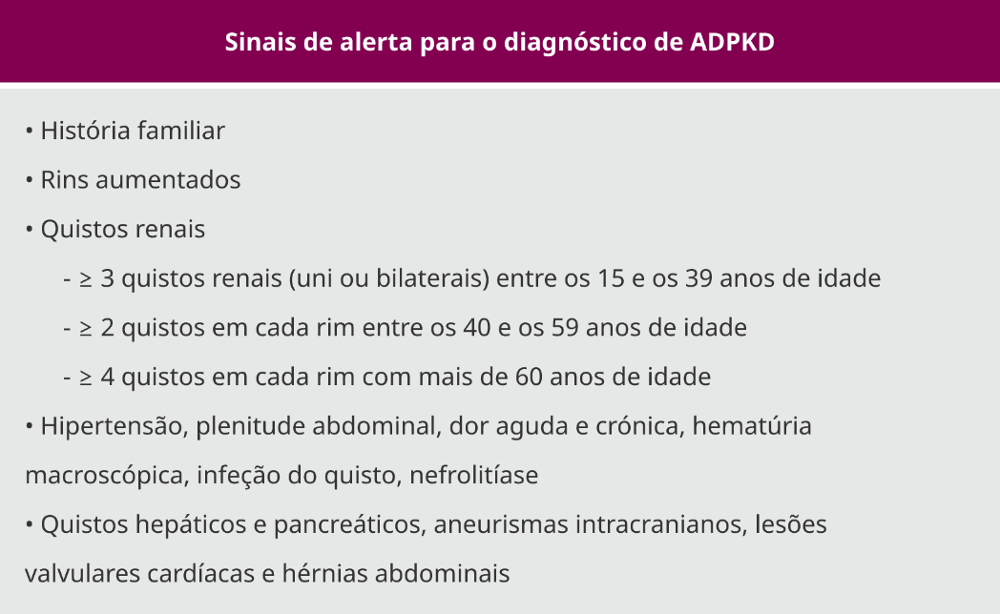 Sinais de alerta para o diagnóstico de ADPKD
• História familiar
• Rins aumentados
• Quistos renais
- ≥ 3 quistos renais (uni ou bilaterais) entre os 15 e os 39 anos de idade
- ≥ 2 quistos em cada rim entre os 40 e os 59 anos de idade
- ≥ 4 quistos em cada rim com mais de 60 anos de idade
• Hipertensão, plenitude abdominal, dor aguda e crónica, hematúria
macroscópica, infeção do quisto, nefrolitíase
• Quistos hepáticos e pancreáticos, aneurismas intracranianos, lesões
valvulares cardíacas e hérnias abdominais